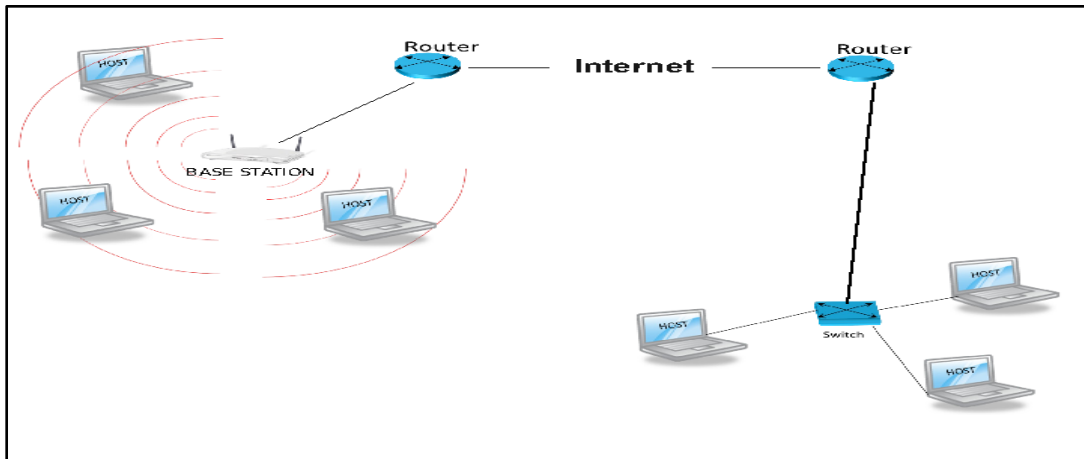 HOST
Router
Internet
Router
BASE STATION
HOST
HOST
HOST
HOST
Switch
HOST